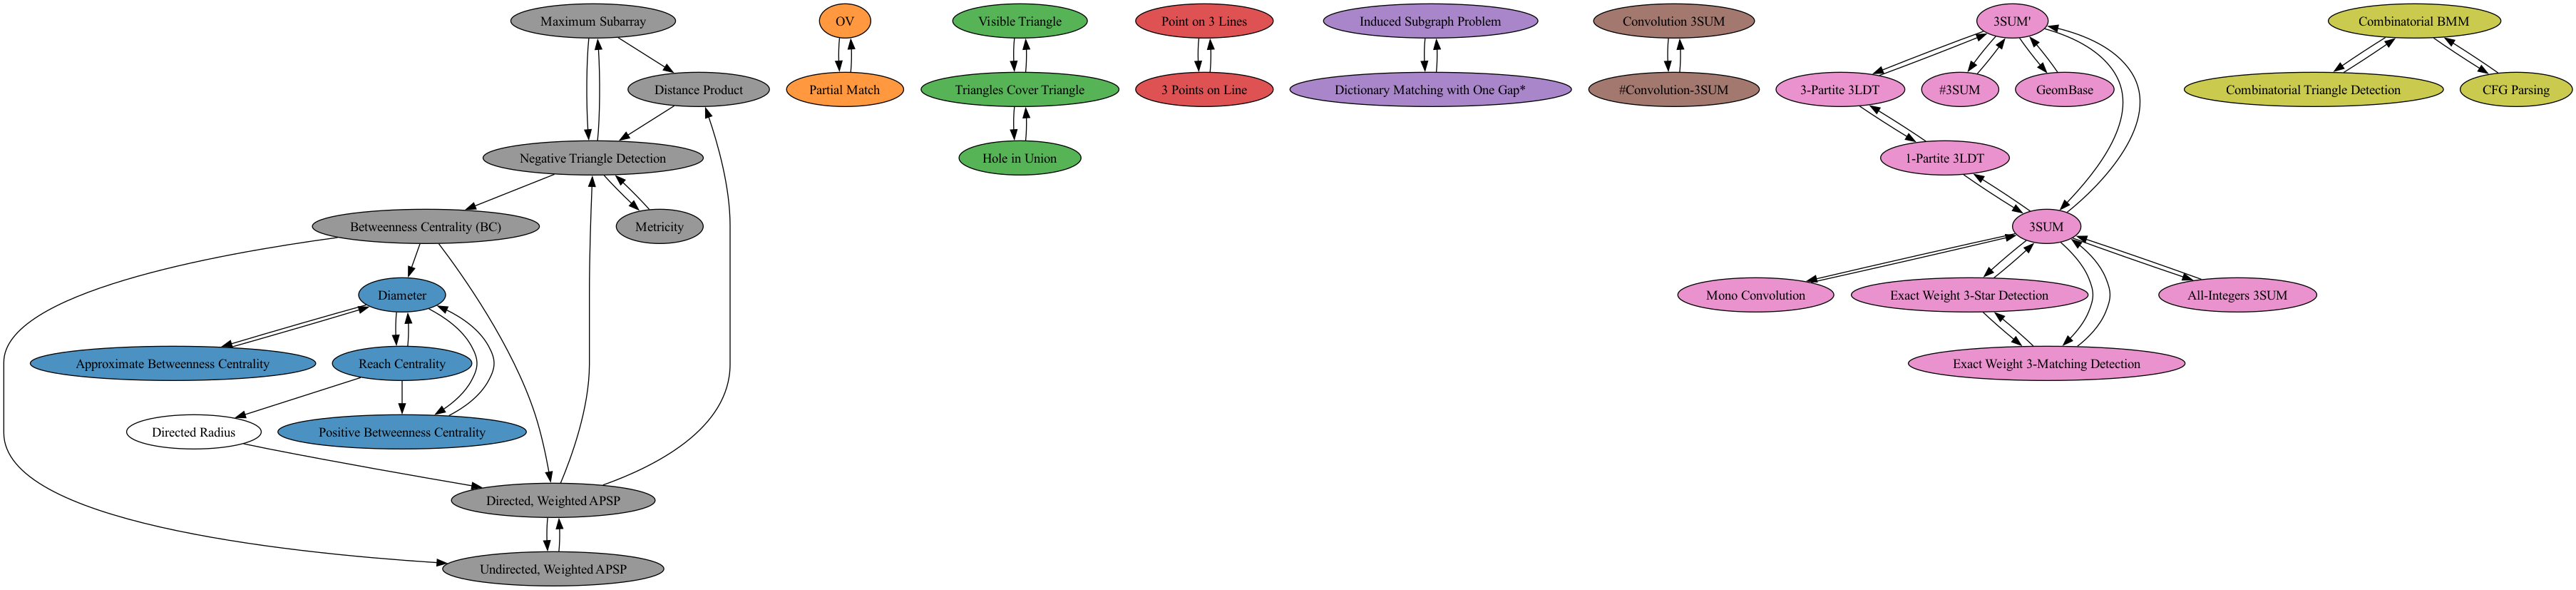 Maximum Subarray
OV
Visible Triangle
Point on 3 Lines
Induced Subgraph Problem
Convolution 3SUM
3SUM'
Combinatorial BMM
Distance Product
Partial Match
Triangles Cover Triangle
3 Points on Line
Dictionary Matching with One Gap*
#Convolution-3SUM
3-Partite 3LDT
#3SUM
GeomBase
Combinatorial Triangle Detection
CFG Parsing
Negative Triangle Detection
Hole in Union
1-Partite 3LDT
Betweenness Centrality (BC)
Metricity
3SUM
Diameter
Mono Convolution
Exact Weight 3-Star Detection
All-Integers 3SUM
Approximate Betweenness Centrality
Reach Centrality
Exact Weight 3-Matching Detection
Directed Radius
Positive Betweenness Centrality
Directed, Weighted APSP
Undirected, Weighted APSP